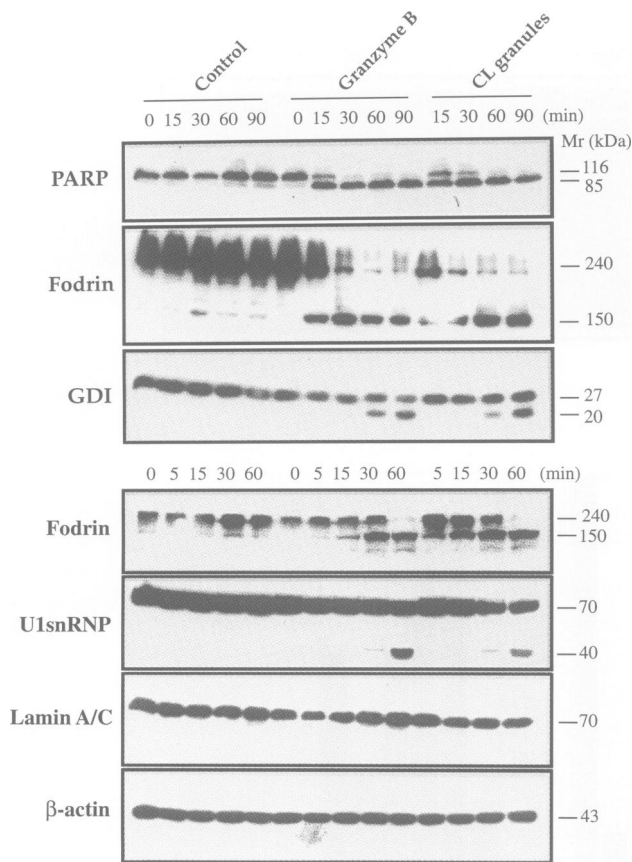 Control Granzyme B CL granules
0 15 30 60 90 0 15 30 60 90 15 30 60 90 (min)
Mr (kDa)
PARP 116
85
Fodrin 240
150
GDI 27
20
0 5 15 30 60 0 5 15 30 60 5 15 30 60 (min)
Fodrin 240
150
U1snRNP 70
40
Lamin A/C 70
β-actin 43